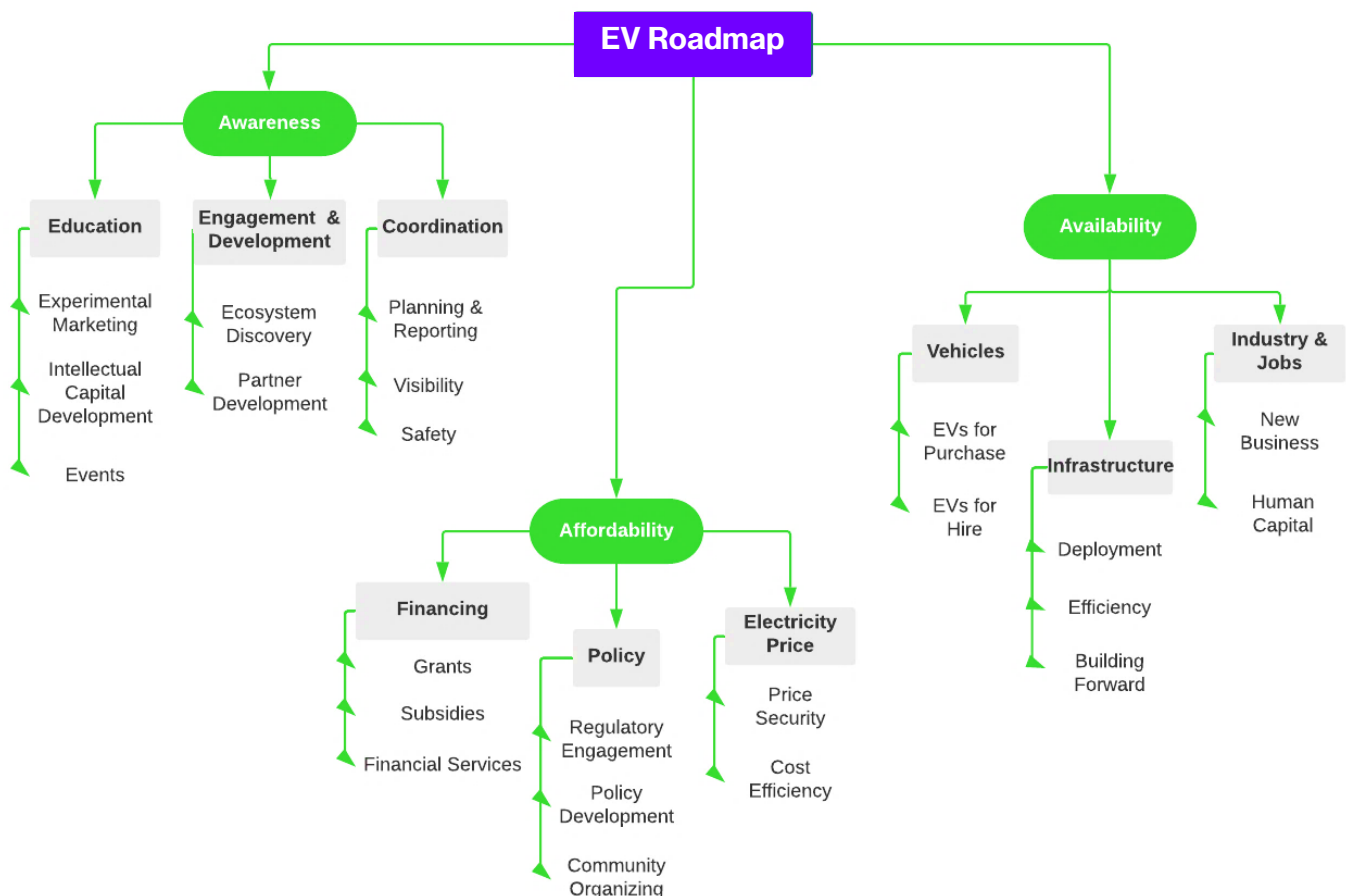 EV Roadmap
Awareness
Education
Experimental
Marketing
Intellectual
Capital
Development
Events
Engagement &
Development
Ecosystem
Discovery
Partner
Development
Coordination
Planning &
Reporting
Visibility
Safety
Affordability
Financing
Grants
Subsidies
Financial Services
Policy
Regulatory
Engagement
Policy
Development
Community
Organizing
Electricity
Price
Price
Security
Cost
Efficiency
Availability
Vehicles
EVs for
Purchase
EVs for
Hire
Infrastructure
Deployment
Efficiency
Building
Forward
Industry &
Jobs
New
Business
Human
Capital